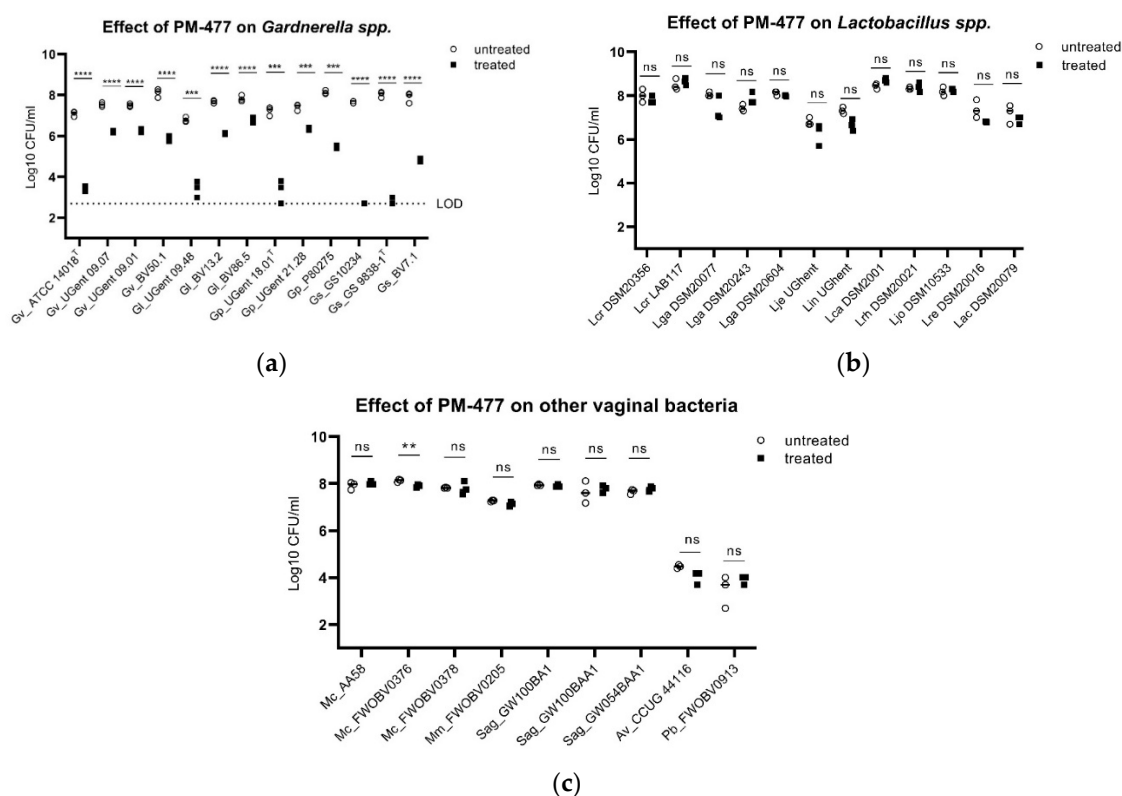 Effect of PM-477 on Gardnerella spp.
○ untreated
■ treated
Log10 CFU/ml
10
8
6
4
2
**** **** **** **** *** **** **** *** *** *** **** **** ****
LOD
Gv_ ATCC 14018ᵀ
Gv_UGent 09.07
Gv_UGent 09.01
Gv_BV50.1
Gl_UGent 09.48
Gl_BV13.2
Gl_BV86.5
Gp_UGent 18.01ᵀ
Gp_UGent 21.28
Gp_P80275
Gs_GS10234
Gs_GS 9838-1ᵀ
Gs_BV7.1
(a)
Effect of PM-477 on Lactobacillus spp.
○ untreated
■ treated
Log10 CFU/ml
10
8
6
4
2
ns ns ns ns ns ns ns ns ns ns ns ns
Lcr DSM20356
Lcr LAB117
Lga DSM20077
Lga DSM20243
Lga DSM20604
Lje UGhent
Lin UGhent
Lca DSM2001
Lrh DSM20021
Ljo DSM10533
Lre DSM20016
Lac DSM20079
(b)
Effect of PM-477 on other vaginal bacteria
○ untreated
■ treated
Log10 CFU/ml
10
8
6
4
2
ns ** ns ns ns ns ns ns ns
Mc_AA58
Mc_FWOBV0376
Mc_FWOBV0378
Mm_FWOBV0205
Sag_GW100BA1
Sag_GW100BAA1
Sag_GW054BAA1
Av_CCUG 44116
Pb_FWOBV0913
(c)